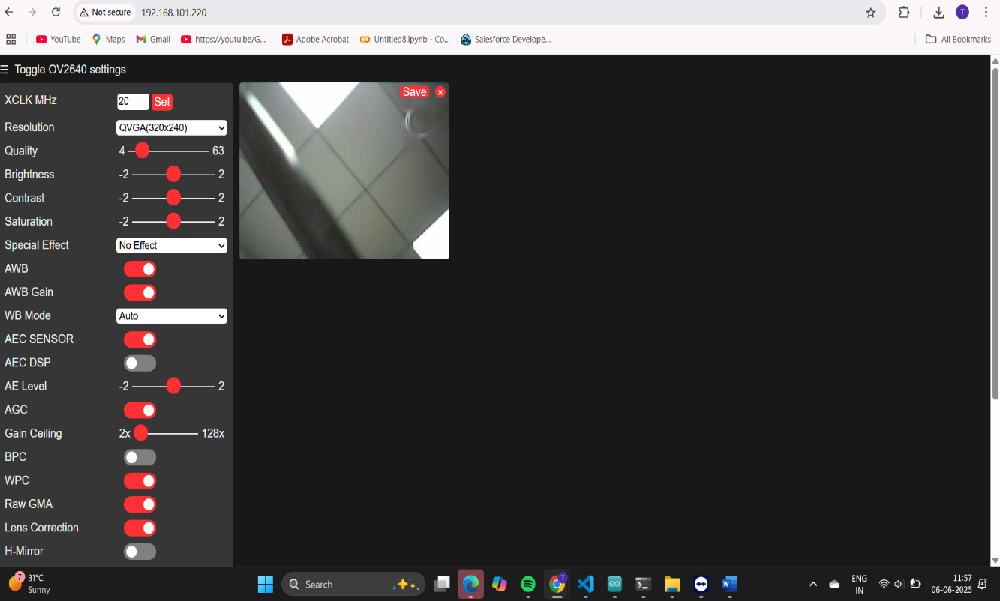 Not secure 192.168.101.220 T
YouTube Maps Gmail https://youtu.be/G... Adobe Acrobat Untitled8.ipynb - Co... Salesforce Develope... All Bookmarks
☰ Toggle OV2640 settings
XCLK MHz 20 Set
Save ×
Resolution QVGA(320x240)
Quality 4 63
Brightness -2 2
Contrast -2 2
Saturation -2 2
Special Effect No Effect
AWB
AWB Gain
WB Mode Auto
AEC SENSOR
AEC DSP
AE Level -2 2
AGC
Gain Ceiling 2x 128x
BPC
WPC
Raw GMA
Lens Correction
H-Mirror
7 31°C Search T ENG 11:57
Sunny IN 06-06-2025